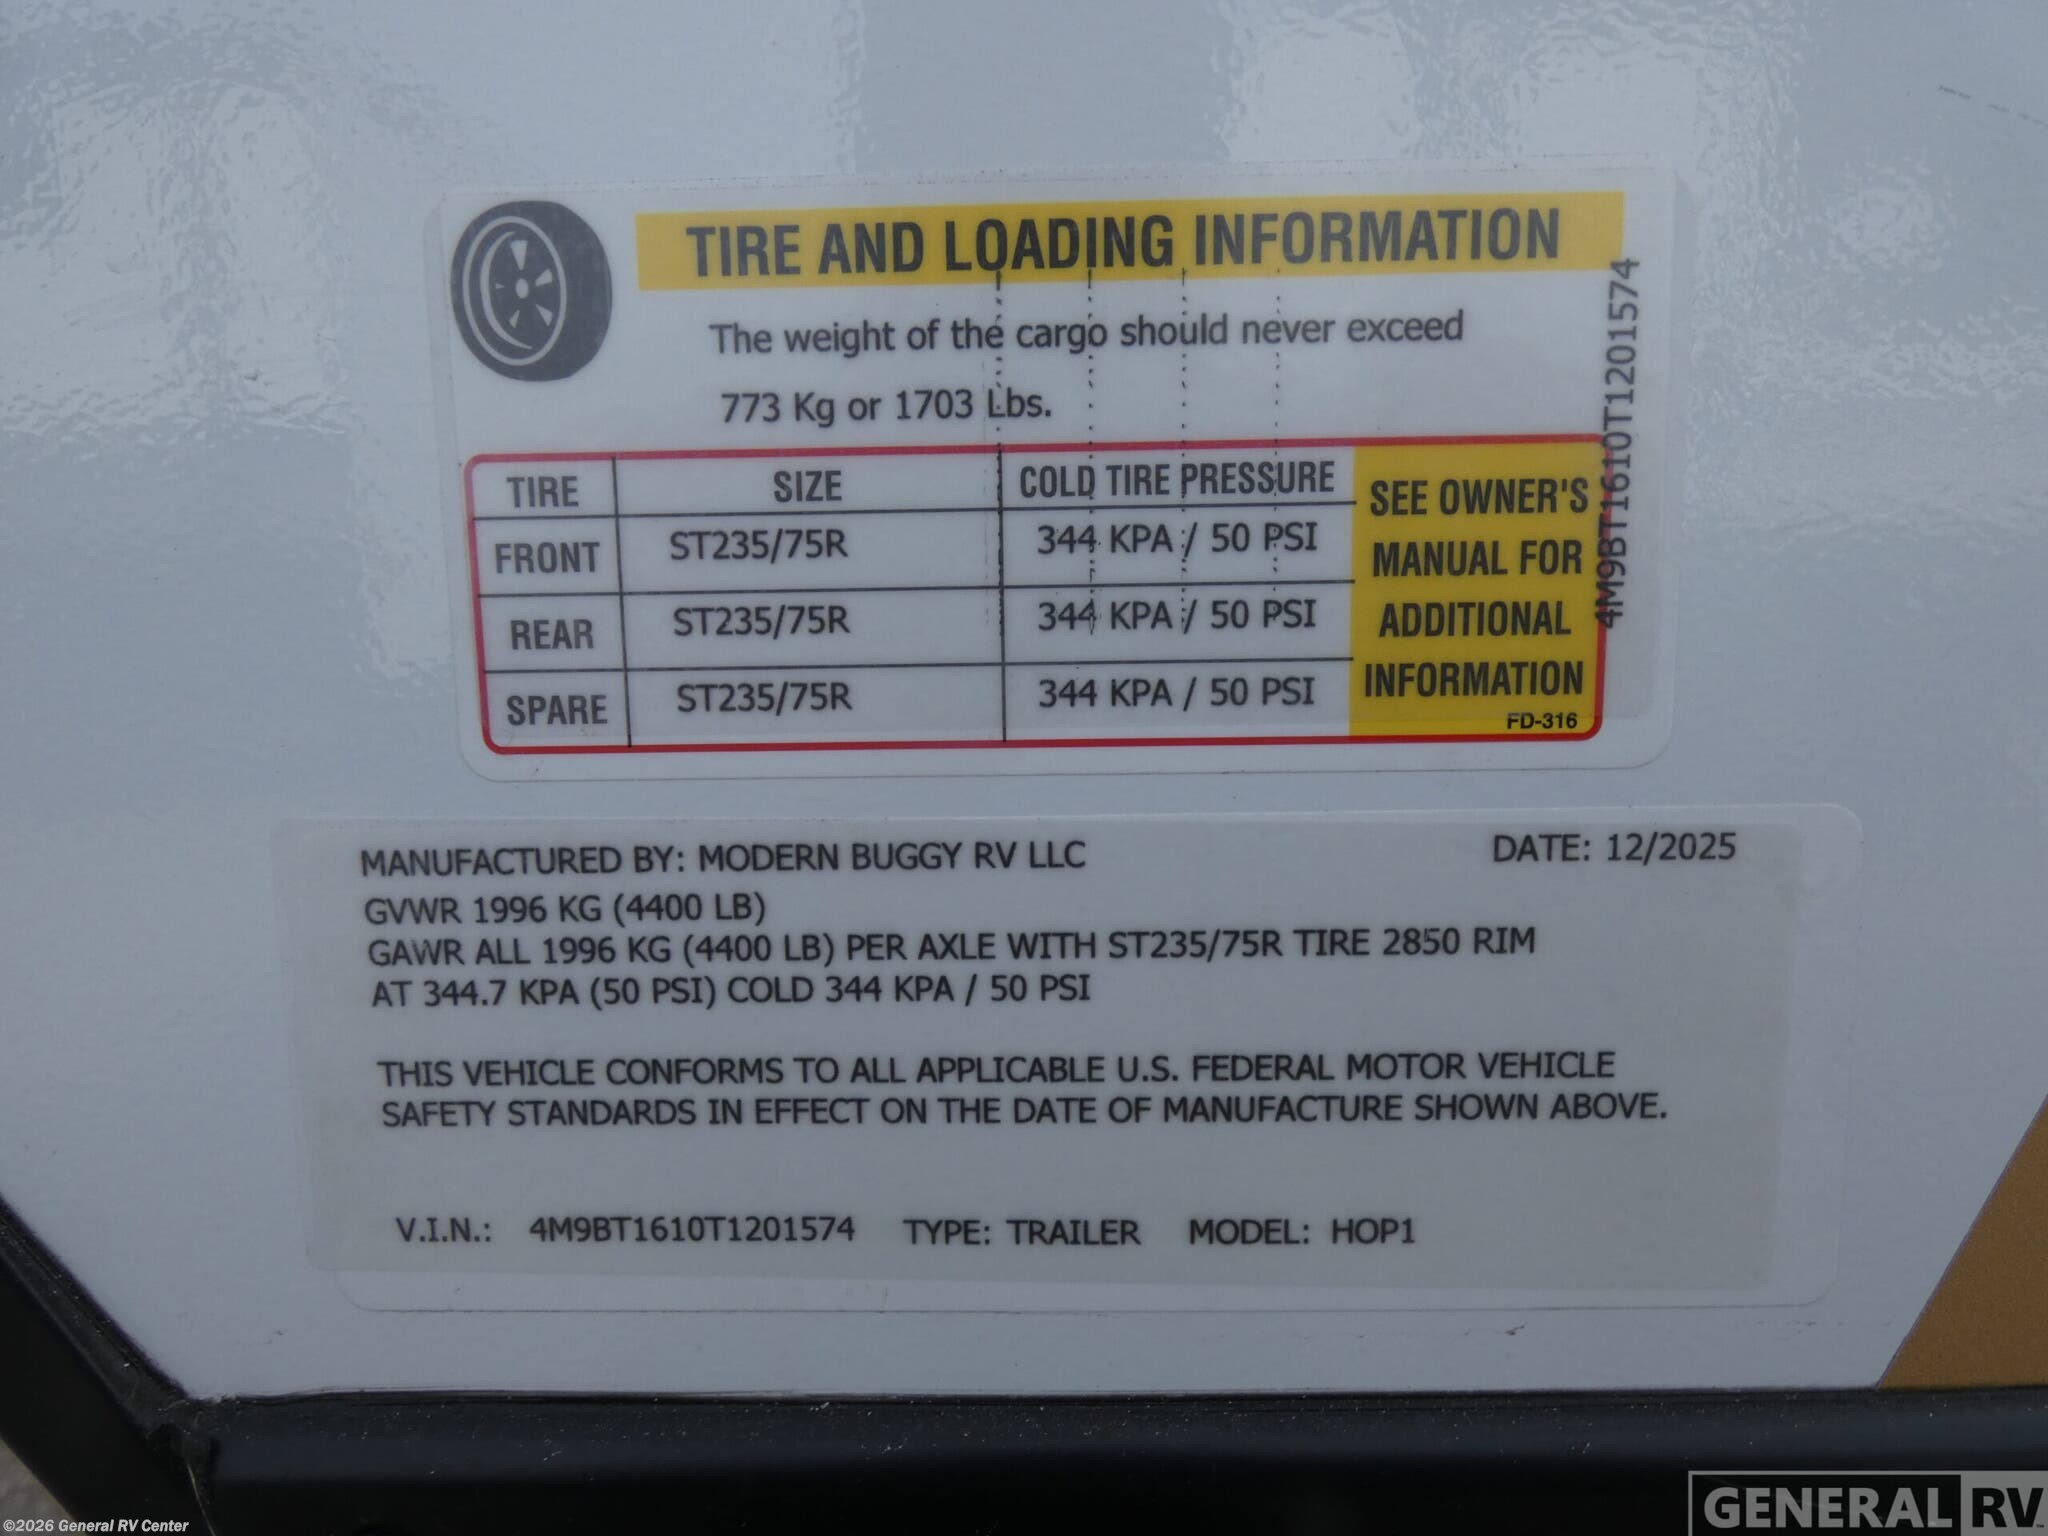 TIRE AND LOADING INFORMATION
The weight of the cargo should never exceed
773 Kg or 1703 Lbs.
TIRE SIZE COLD TIRE PRESSURE
FRONT ST235/75R 344 KPA / 50 PSI
REAR ST235/75R 344 KPA / 50 PSI
SPARE ST235/75R 344 KPA / 50 PSI
SEE OWNER'S
MANUAL FOR
ADDITIONAL
INFORMATION
FD-316
4M9BT1610T1201574
MANUFACTURED BY: MODERN BUGGY RV LLC DATE: 12/2025
GVWR 1996 KG (4400 LB)
GAWR ALL 1996 KG (4400 LB) PER AXLE WITH ST235/75R TIRE 2850 RIM
AT 344.7 KPA (50 PSI) COLD 344 KPA / 50 PSI
THIS VEHICLE CONFORMS TO ALL APPLICABLE U.S. FEDERAL MOTOR VEHICLE
SAFETY STANDARDS IN EFFECT ON THE DATE OF MANUFACTURE SHOWN ABOVE.
V.I.N.: 4M9BT1610T1201574 TYPE: TRAILER MODEL: HOP1
©2026 General RV Center
GENERAL RV